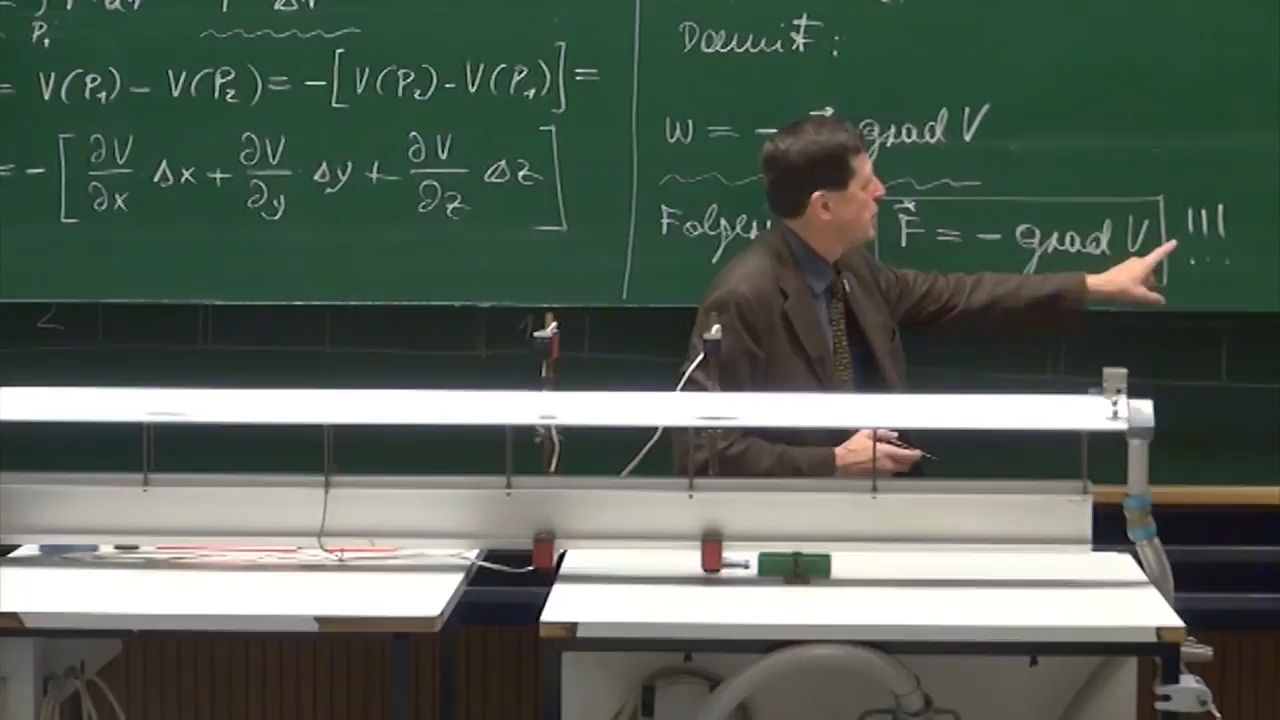 P₁
= V(P₁) - V(P₂) = -[V(P₂) - V(P₁)] =
= - [ ∂V/∂x Δx + ∂V/∂y Δy + ∂V/∂z Δz ]
Damit:
W = - grad V
F⃗ = - grad V !!!